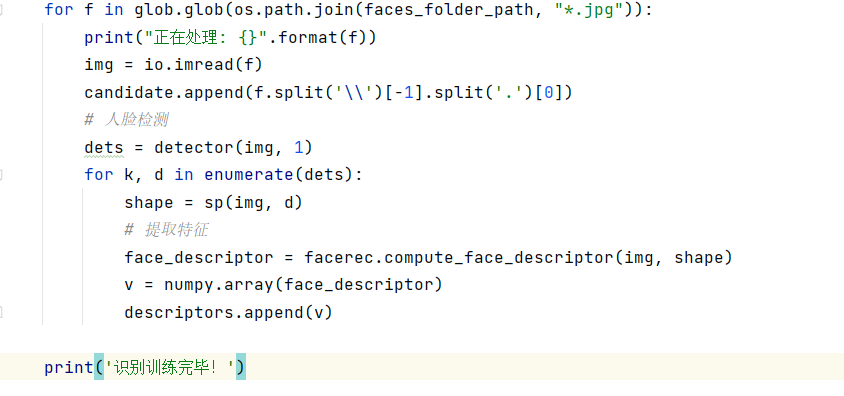 for f in glob.glob(os.path.join(faces_folder_path, "*.jpg")):
    print("正在处理: {}".format(f))
    img = io.imread(f)
    candidate.append(f.split('\\')[-1].split('.')[0])
    # 人脸检测
    dets = detector(img, 1)
    for k, d in enumerate(dets):
        shape = sp(img, d)
        # 提取特征
        face_descriptor = facerec.compute_face_descriptor(img, shape)
        v = numpy.array(face_descriptor)
        descriptors.append(v)
print('识别训练完毕！')